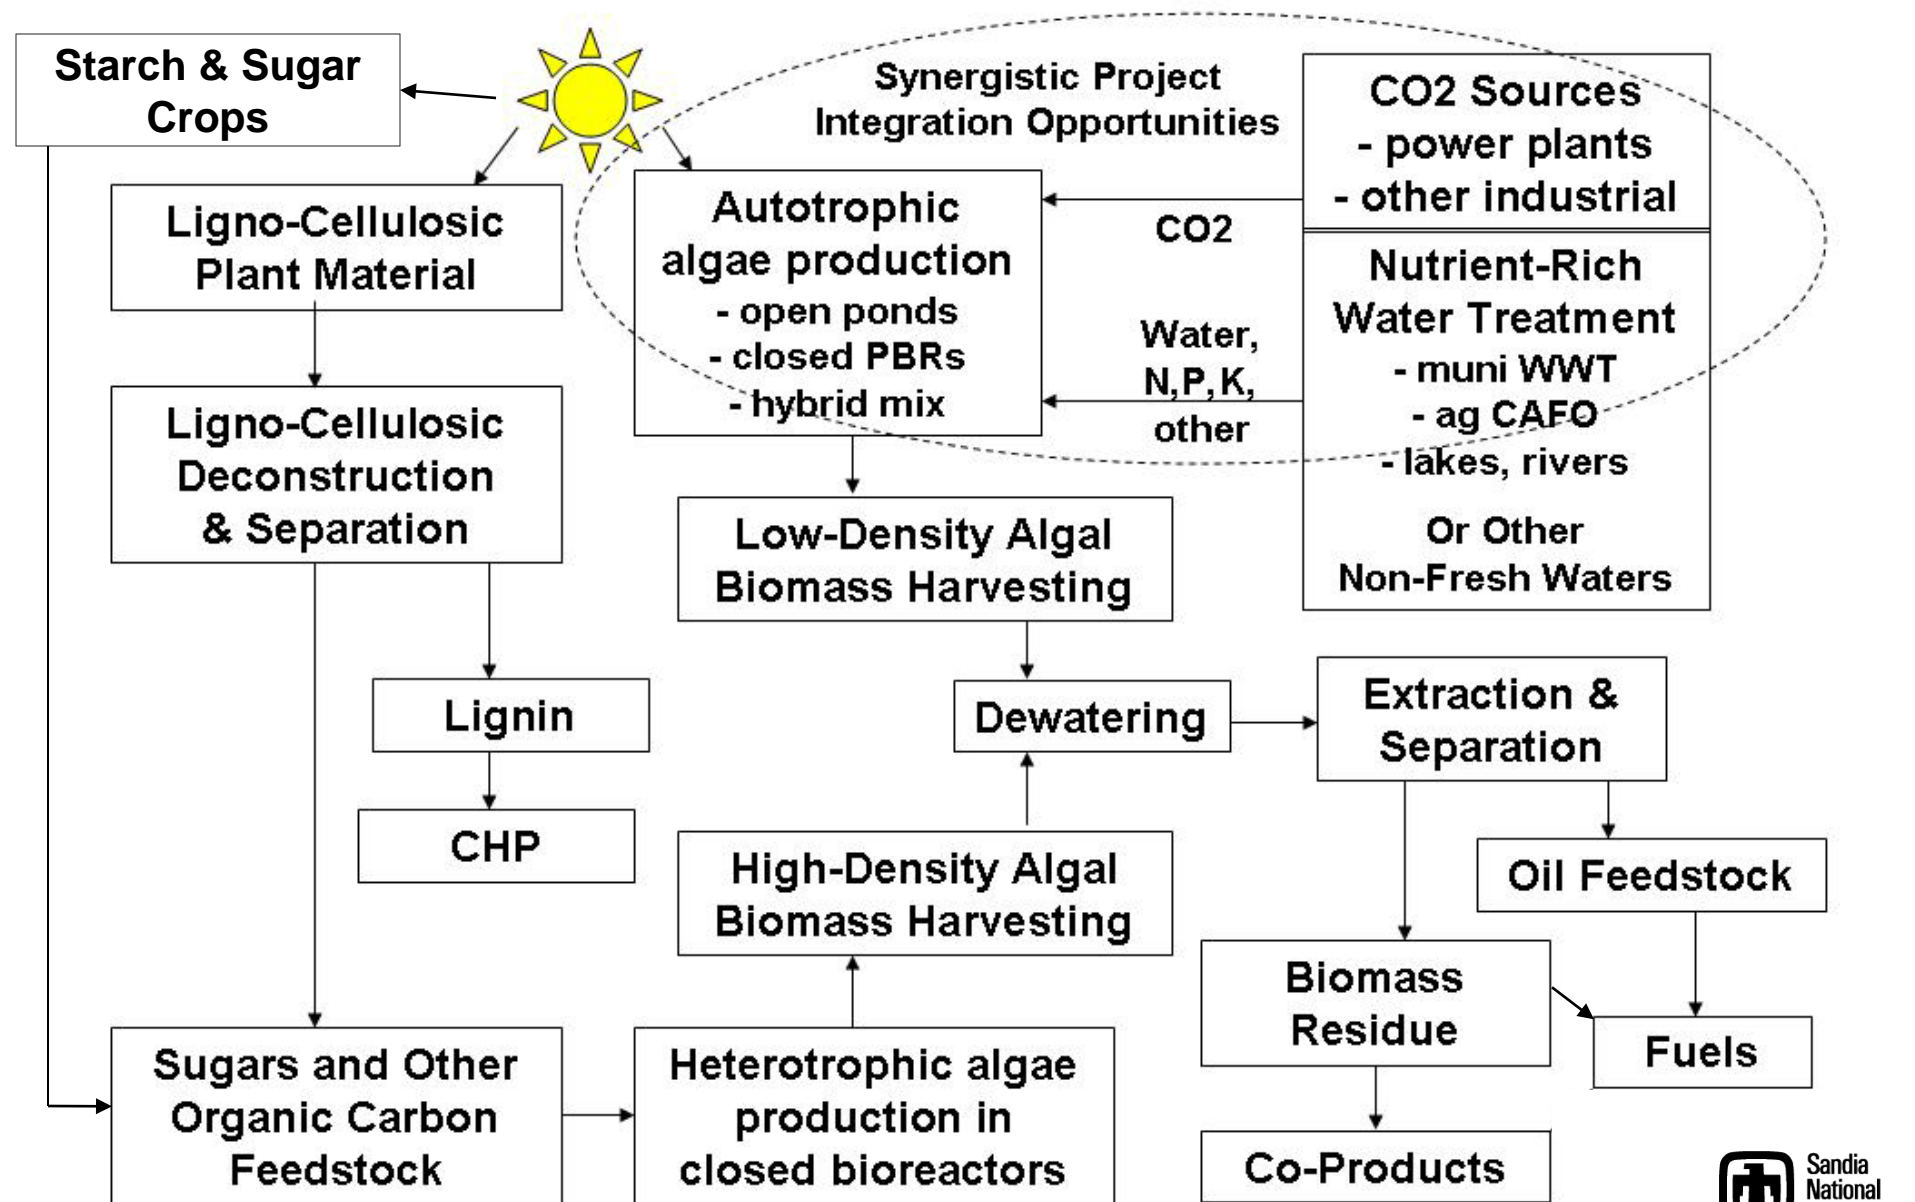 Starch & Sugar
Crops
Synergistic Project
Integration Opportunities
CO2 Sources
- power plants
- other industrial
Ligno-Cellulosic
Plant Material
Autotrophic
algae production
- open ponds
- closed PBRs
- hybrid mix
CO2
Water,
N,P,K,
other
Nutrient-Rich
Water Treatment
- muni WWT
- ag CAFO
- lakes, rivers
Or Other
Non-Fresh Waters
Ligno-Cellulosic
Deconstruction
& Separation
Low-Density Algal
Biomass Harvesting
Lignin
Dewatering
Extraction &
Separation
CHP
High-Density Algal
Biomass Harvesting
Oil Feedstock
Biomass
Residue
Fuels
Sugars and Other
Organic Carbon
Feedstock
Heterotrophic algae
production in
closed bioreactors
Co-Products
Sandia
National